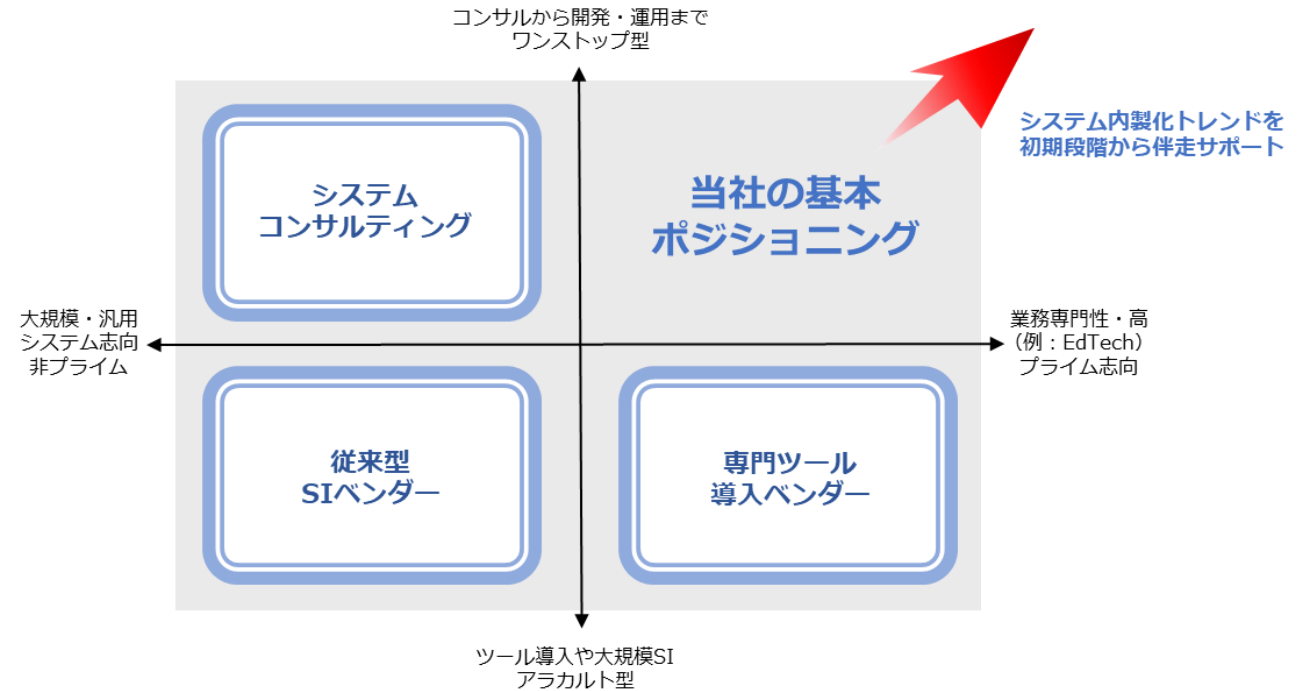 コンサルから開発・運用まで
ワンストップ型
システム内製化トレンドを
初期段階から伴走サポート
システム
コンサルティング
当社の基本
ポジショニング
大規模・汎用
システム志向
非プライム
業務専門性・高
（例：EdTech）
プライム志向
従来型
SIベンダー
専門ツール
導入ベンダー
ツール導入や大規模SI
アラカルト型